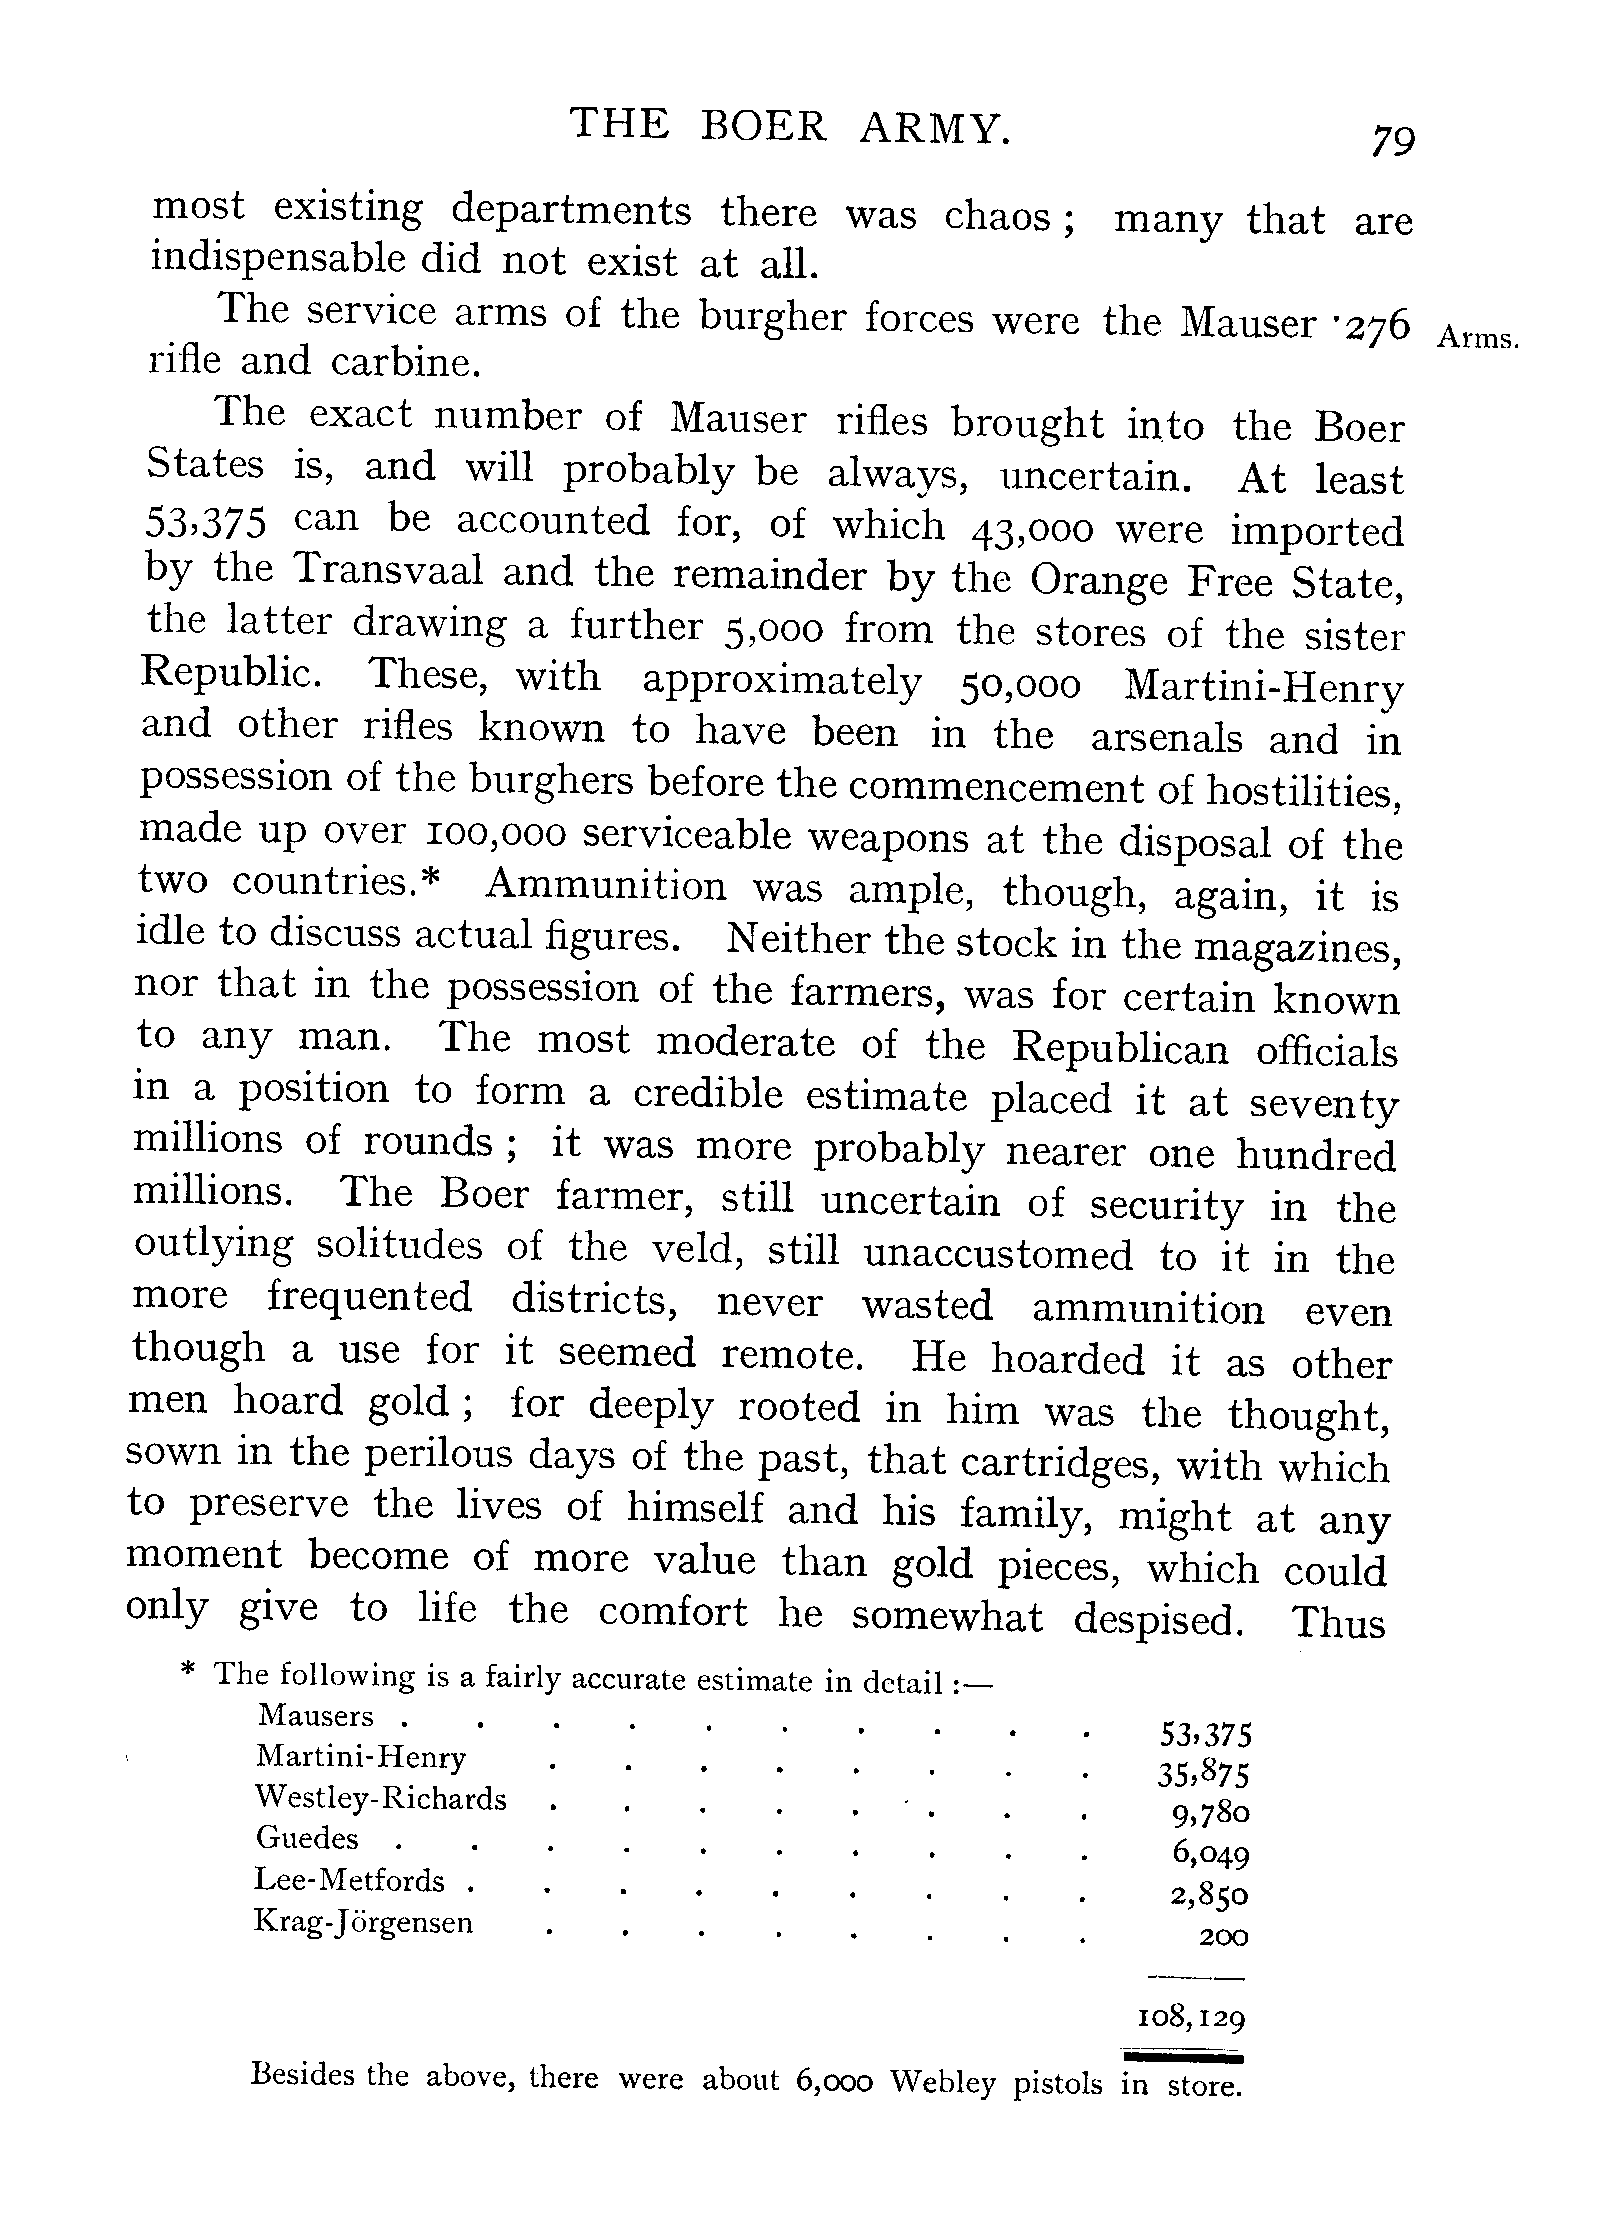 THE BOER ARMY. 79
most existing departments there was chaos ; many that are
indispensable did not exist at all.
The service arms of the burgher forces were the Mauser ·276 Arms.
rifle and carbine.
The exact number of Mauser rifles brought into the Boer
States is, and will probably be always, uncertain. At least
53,375 can be accounted for, of which 43,000 were imported
by the Transvaal and the remainder by the Orange Free State,
the latter drawing a further 5,000 from the stores of the sister
Republic. These, with approximately 50,000 Martini-Henry
and other rifles known to have been in the arsenals and in
possession of the burghers before the commencement of hostilities,
made up over 100,000 serviceable weapons at the disposal of the
two countries.* Ammunition was ample, though, again, it is
idle to discuss actual figures. Neither the stock in the magazines,
nor that in the possession of the farmers, was for certain known
to any man. The most moderate of the Republican officials
in a position to form a credible estimate placed it at seventy
millions of rounds ; it was more probably nearer one hundred
millions. The Boer farmer, still uncertain of security in the
outlying solitudes of the veld, still unaccustomed to it in the
more frequented districts, never wasted ammunition even
though a use for it seemed remote. He hoarded it as other
men hoard gold ; for deeply rooted in him was the thought,
sown in the perilous days of the past, that cartridges, with which
to preserve the lives of himself and his family, might at any
moment become of more value than gold pieces, which could
only give to life the comfort he somewhat despised. Thus
* The following is a fairly accurate estimate in detail :—
Mausers . . . . . . . . . . 53,375
Martini-Henry . . . . . . . . 35,875
Westley-Richards . . . . . . . . 9,780
Guedes . . . . . . . . . . 6,049
Lee-Metfords . . . . . . . . . 2,850
Krag-Jörgensen . . . . . . . . 200
108,129
Besides the above, there were about 6,000 Webley pistols in store.